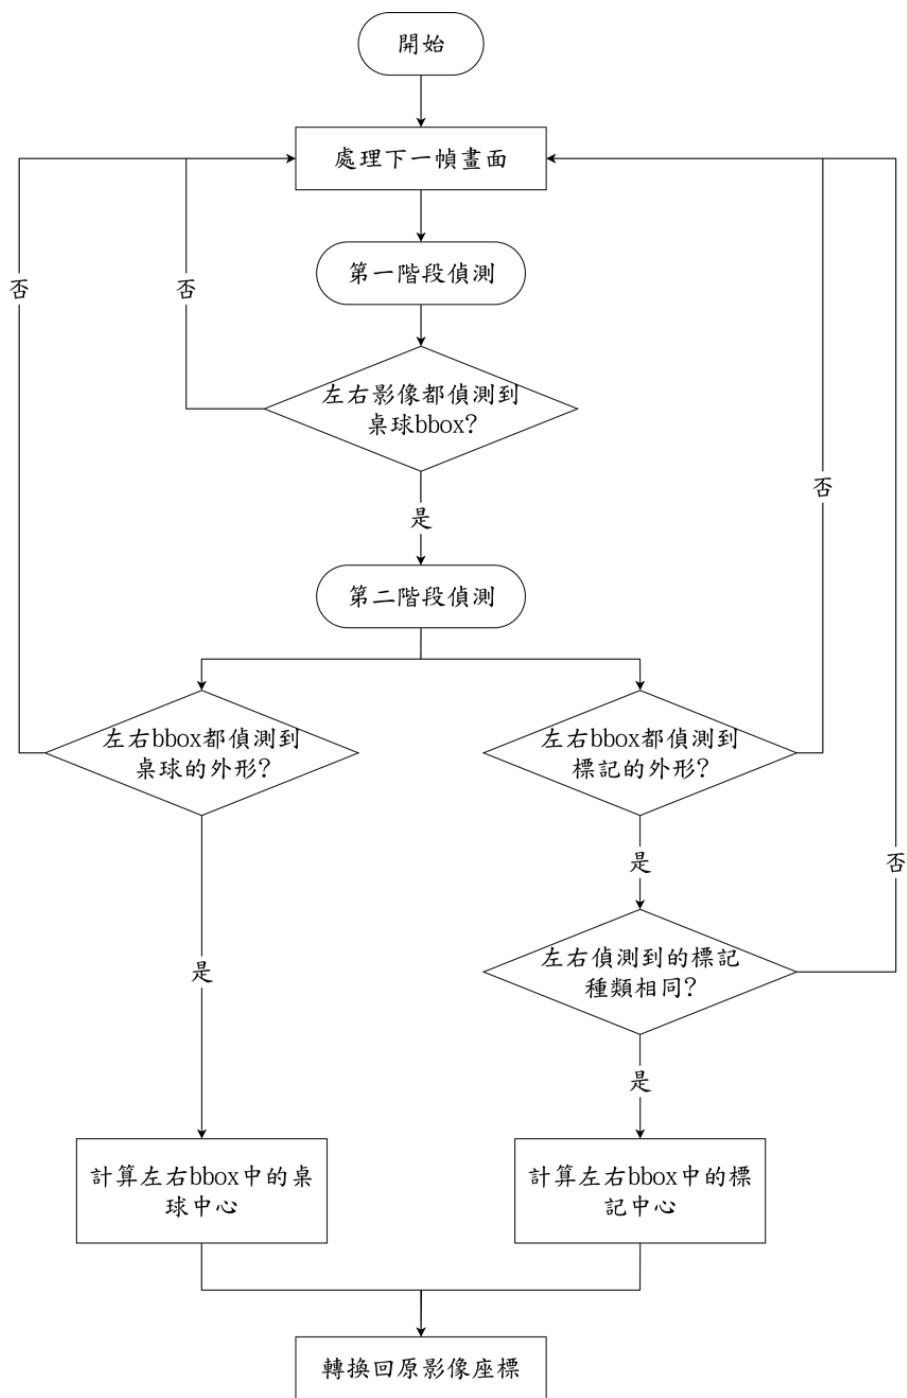 開始
處理下一幀畫面
否
否
第一階段偵測
左右影像都偵測到
桌球bbox?
否
是
第二階段偵測
左右bbox都偵測到
桌球的外形?
左右bbox都偵測到
標記的外形?
是
否
是
左右偵測到的標記
種類相同?
是
計算左右bbox中的桌
球中心
計算左右bbox中的標
記中心
轉換回原影像座標